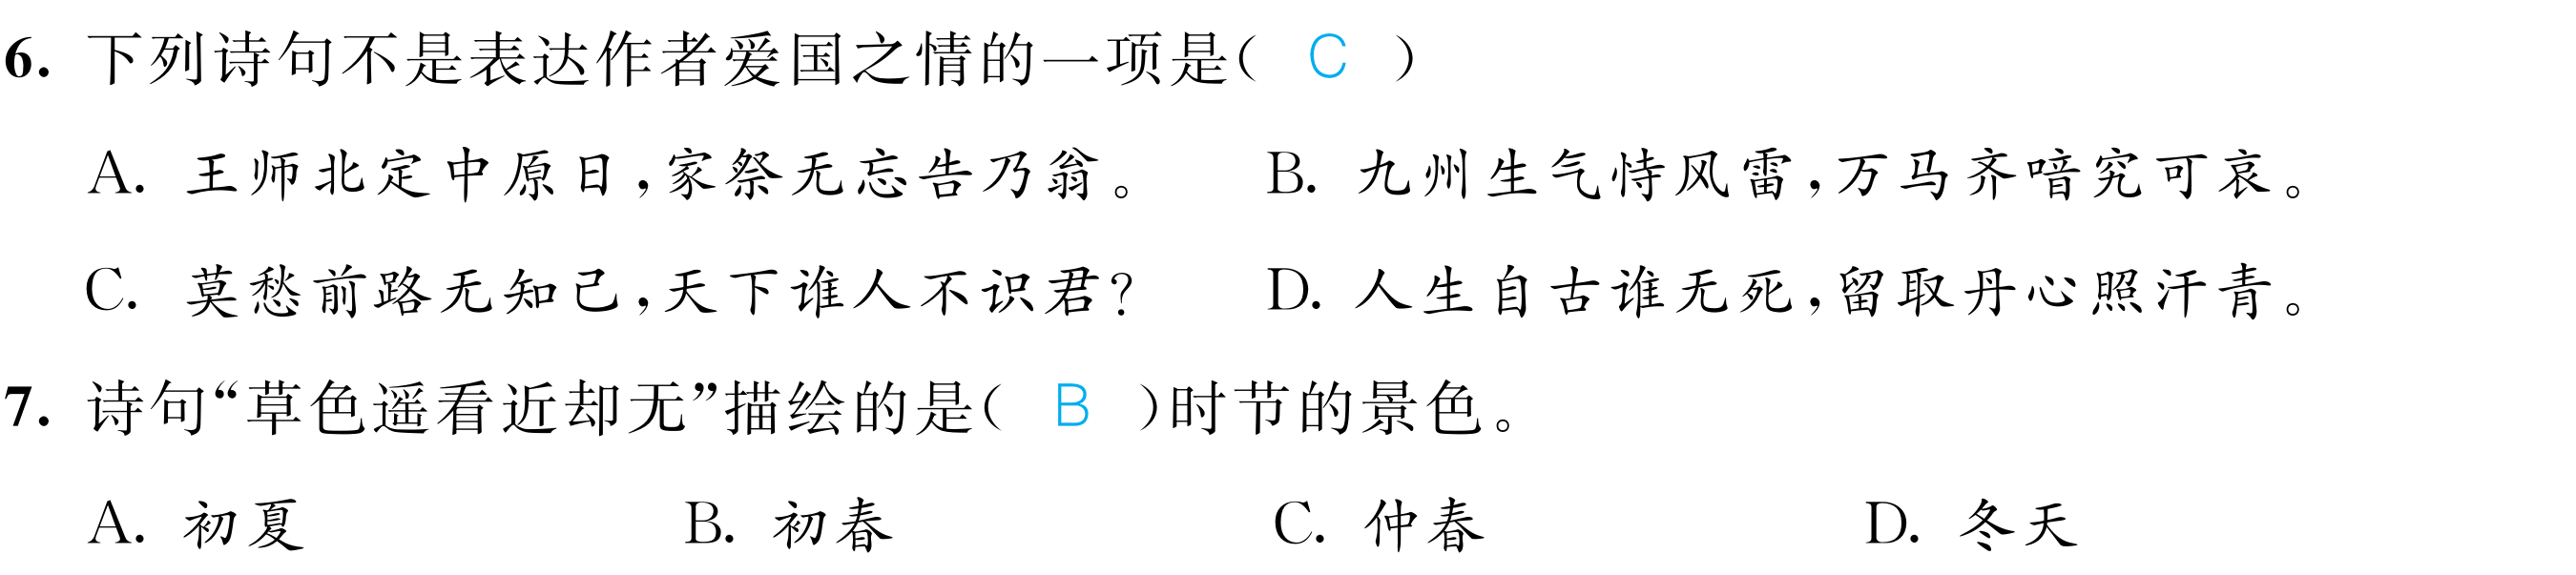 6. 下列诗句不是表达作者爱国之情的一项是( C )
A. 王师北定中原日,家祭无忘告乃翁。 B. 九州生气恃风雷,万马齐喑究可哀。
C. 莫愁前路无知己,天下谁人不识君? D. 人生自古谁无死,留取丹心照汗青。
7. 诗句“草色遥看近却无”描绘的是( B )时节的景色。
A. 初夏 B. 初春 C. 仲春 D. 冬天